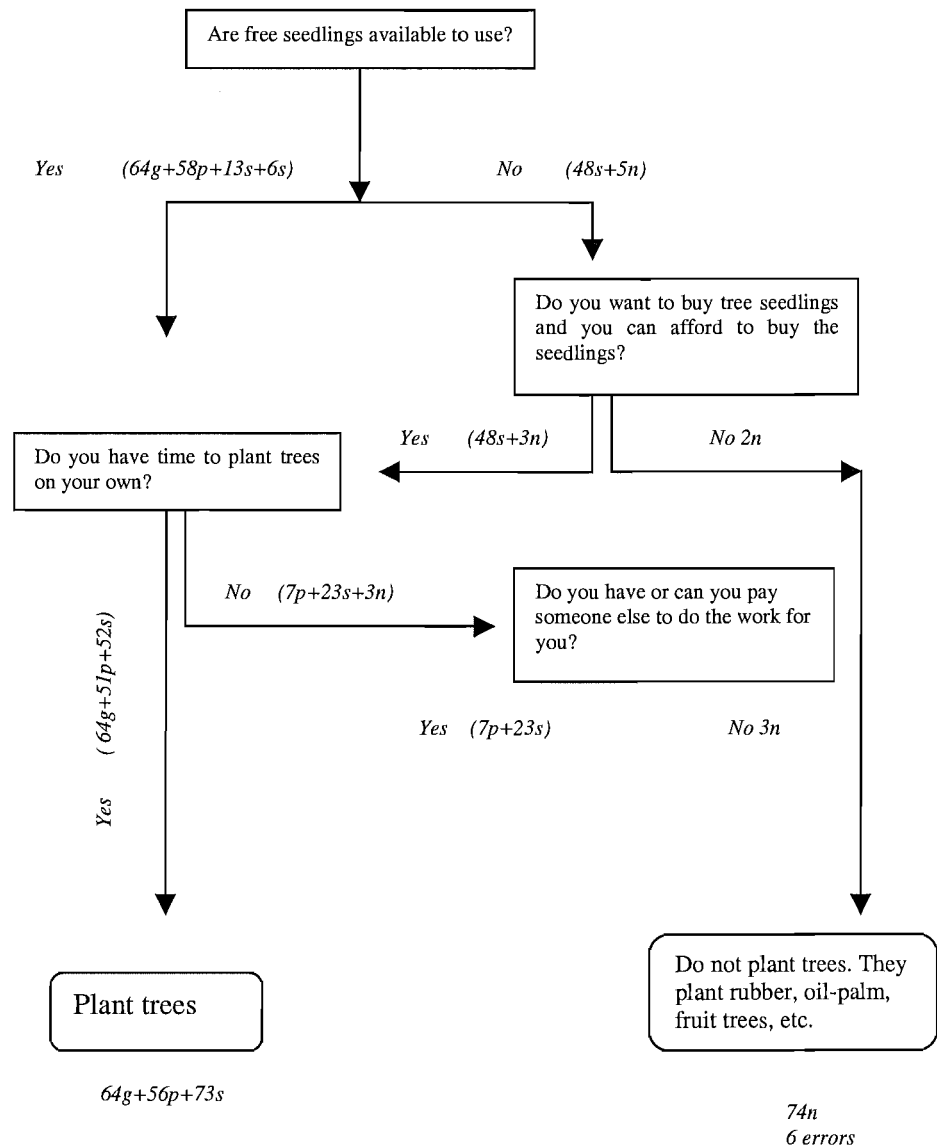 Are free seedlings available to use?
Yes (64g+58p+13s+6s) No (48s+5n)
Do you want to buy tree seedlings
and you can afford to buy the
seedlings?
Yes (48s+3n) No 2n
Do you have time to plant trees
on your own?
No (7p+23s+3n)
Do you have or can you pay
someone else to do the work for
you?
Yes (64g+51p+52s)
Yes (7p+23s) No 3n
Do not plant trees. They
plant rubber, oil-palm,
fruit trees, etc.
Plant trees
64g+56p+73s
74n
6 errors